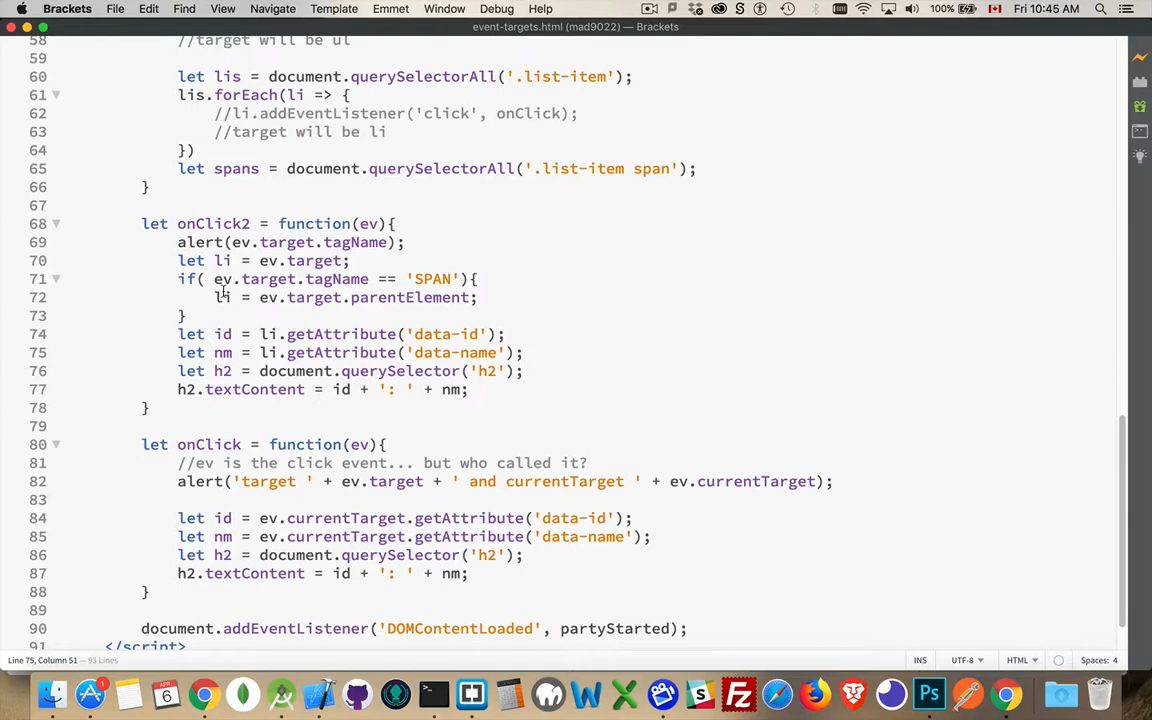 Brackets File Edit Find View Navigate Template Emmet Window Debug Help 100% Fri 10:45 AM
event-targets.html (mad9022) — Brackets
58 //target will be ul
59
60 let lis = document.querySelectorAll('.list-item');
61 lis.forEach(li => {
62 //li.addEventListener('click', onClick);
63 //target will be li
64 })
65 let spans = document.querySelectorAll('.list-item span');
66 }
67
68 let onClick2 = function(ev){
69 alert(ev.target.tagName);
70 let li = ev.target;
71 if( ev.target.tagName == 'SPAN'){
72 li = ev.target.parentElement;
73 }
74 let id = li.getAttribute('data-id');
75 let nm = li.getAttribute('data-name');
76 let h2 = document.querySelector('h2');
77 h2.textContent = id + ': ' + nm;
78 }
79
80 let onClick = function(ev){
81 //ev is the click event... but who called it?
82 alert('target ' + ev.target + ' and currentTarget ' + ev.currentTarget);
83
84 let id = ev.currentTarget.getAttribute('data-id');
85 let nm = ev.currentTarget.getAttribute('data-name');
86 let h2 = document.querySelector('h2');
87 h2.textContent = id + ': ' + nm;
88 }
89
90 document.addEventListener('DOMContentLoaded', partyStarted);
91 </script>
Line 75, Column 51 — 93 Lines INS UTF-8 HTML Spaces: 4
1 APR 6 Fz Ps